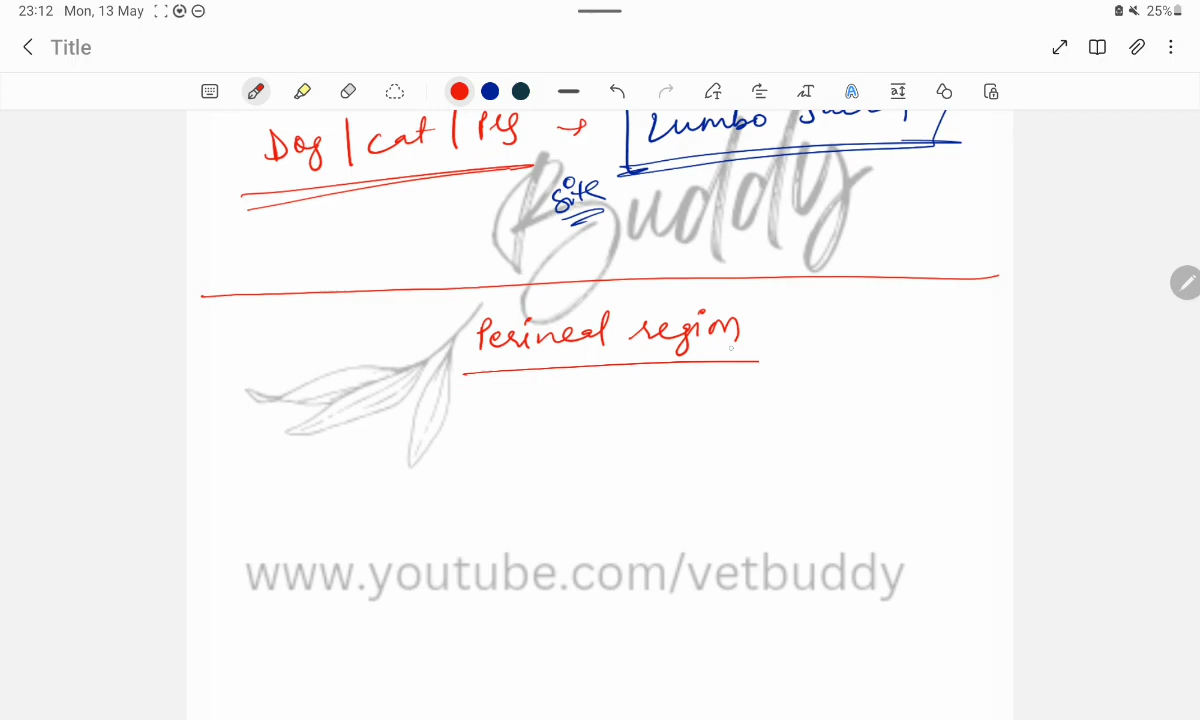 23:12 Mon, 13 May
25%
Title
Dog / Cat / Pig → Lumbo
Site
Buddy
Perineal region
www.youtube.com/vetbuddy